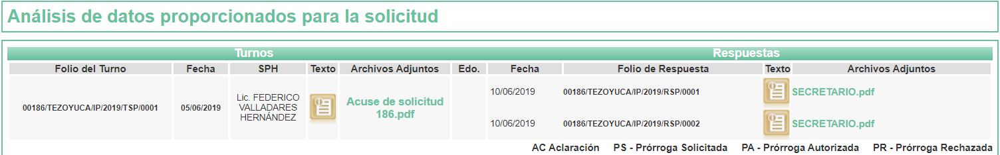 Análisis de datos proporcionados para la solicitud
Turnos Respuestas
Folio del Turno Fecha SPH Texto Archivos Adjuntos Edo. Fecha Folio de Respuesta Texto Archivos Adjuntos
00186/TEZOYUCA/IP/2019/TSP/0001 05/06/2019 Lic. FEDERICO
VALLADARES
HERNÁNDEZ
Acuse de solicitud
186.pdf
10/06/2019 00186/TEZOYUCA/IP/2019/RSP/0001 SECRETARIO.pdf
10/06/2019 00186/TEZOYUCA/IP/2019/RSP/0002 SECRETARIO.pdf
AC Aclaración PS - Prórroga Solicitada PA - Prórroga Autorizada PR - Prórroga Rechazada